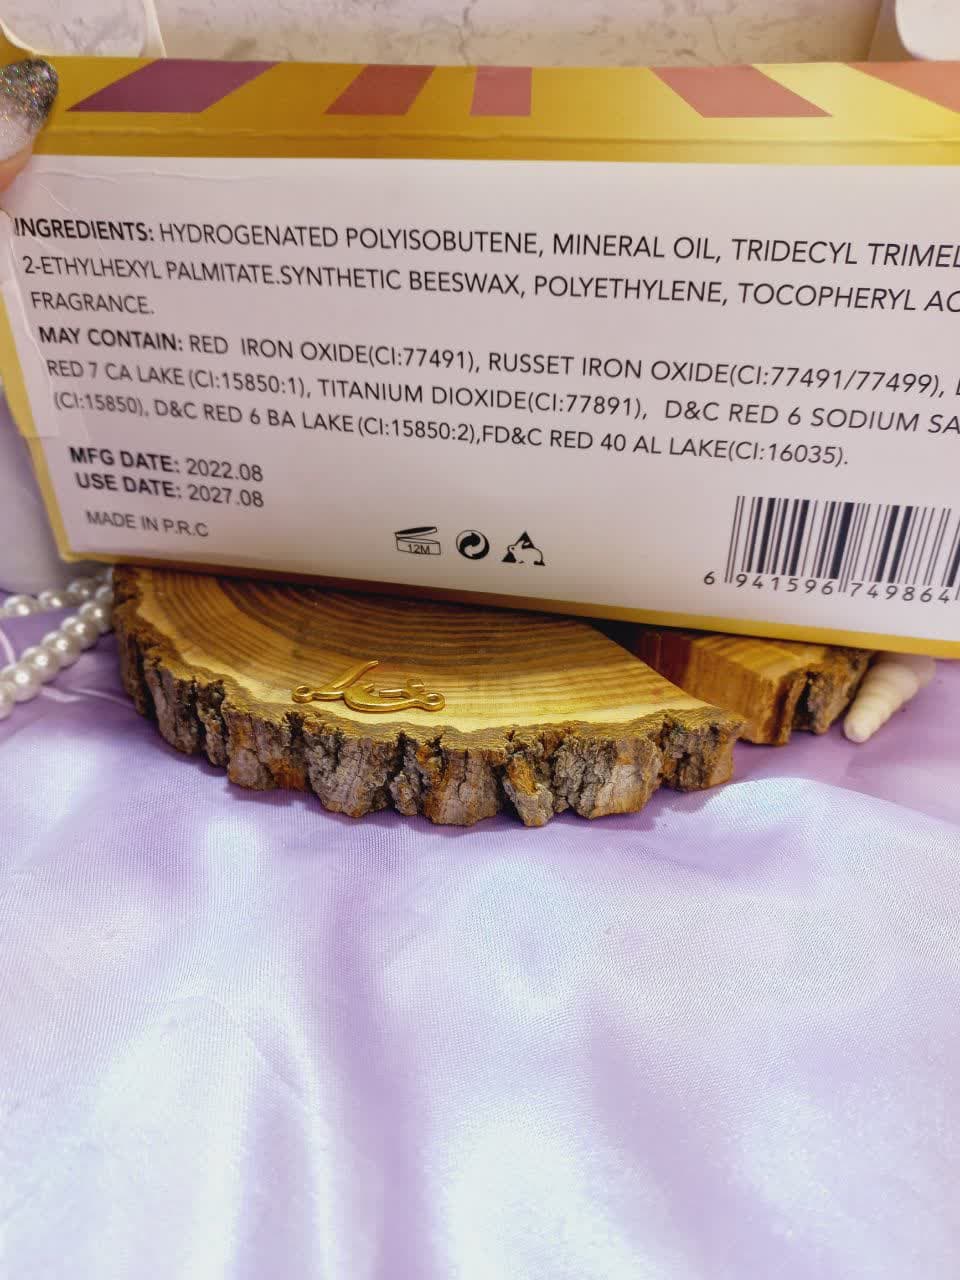 INGREDIENTS: HYDROGENATED POLYISOBUTENE, MINERAL OIL, TRIDECYL
2-ETHYLHEXYL PALMITATE.SYNTHETIC BEESWAX, POLYETHYLENE, TOCOPHERYL
FRAGRANCE.
MAY CONTAIN: RED IRON OXIDE(CI:77491), RUSSET IRON OXIDE(CI:77491/77499),
RED 7 CA LAKE (CI:15850:1), TITANIUM DIOXIDE(CI:77891), D&C RED 6 SODIUM
(CI:15850), D&C RED 6 BA LAKE (CI:15850:2),FD&C RED 40 AL LAKE(CI:16035).
MFG DATE: 2022.08
USE DATE: 2027.08
MADE IN P.R.C
12M
6 941596 749864